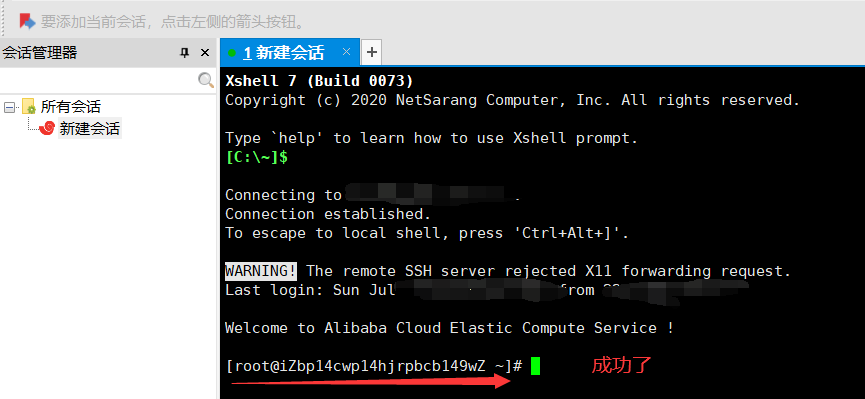 要添加当前会话，点击左侧的箭头按钮。
会话管理器
1 新建会话
所有会话
新建会话
Xshell 7 (Build 0073)
Copyright (c) 2020 NetSarang Computer, Inc. All rights reserved.
Type `help' to learn how to use Xshell prompt.
[C:\~]$
Connecting to
Connection established.
To escape to local shell, press 'Ctrl+Alt+]'.
WARNING! The remote SSH server rejected X11 forwarding request.
Last login: Sun Jul from
Welcome to Alibaba Cloud Elastic Compute Service !
[root@iZbp14cwp14hjrpbcb149wZ ~]# 成功了